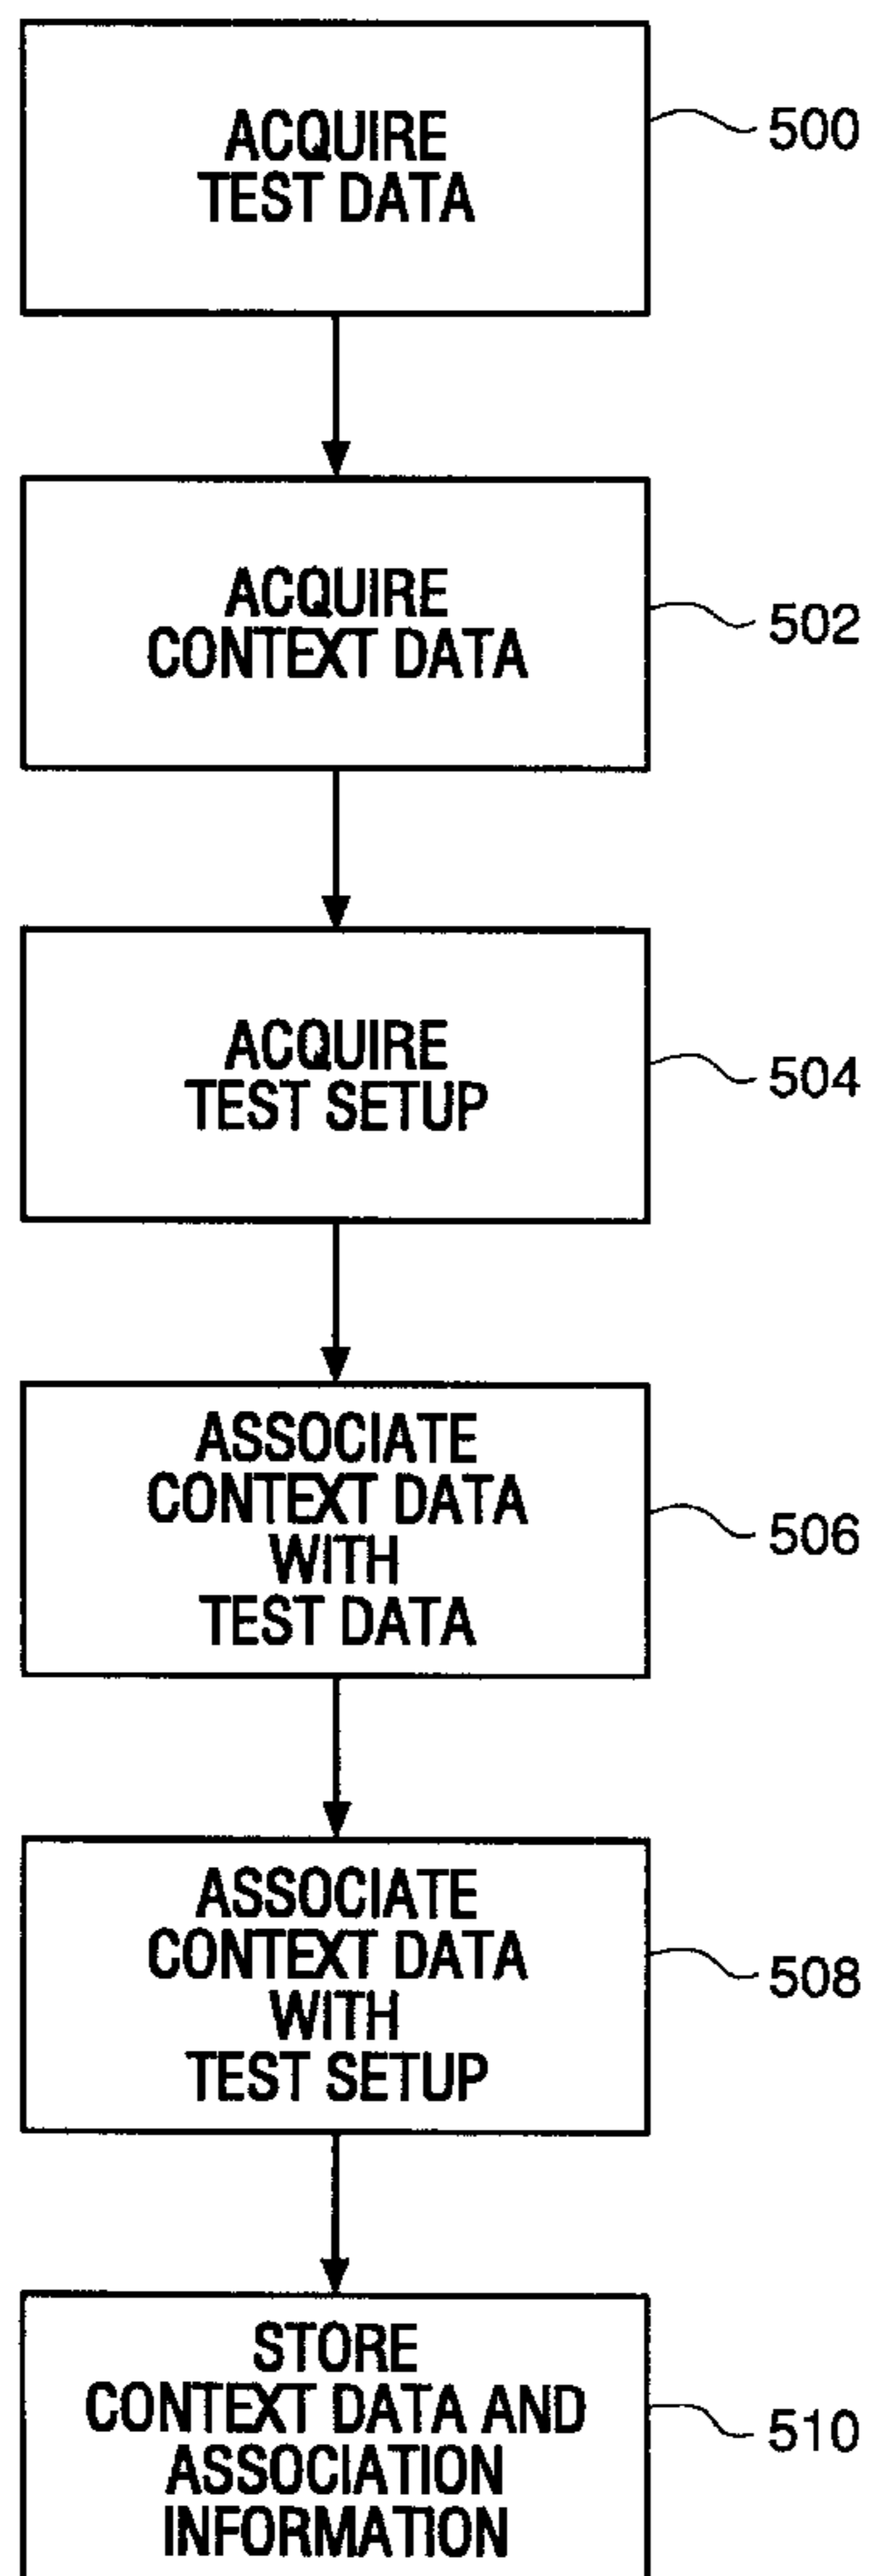 ACQUIRE
TEST DATA
500
ACQUIRE
CONTEXT DATA
502
ACQUIRE
TEST SETUP
504
ASSOCIATE
CONTEXT DATA
WITH
TEST DATA
506
ASSOCIATE
CONTEXT DATA
WITH
TEST SETUP
508
STORE
CONTEXT DATA AND
ASSOCIATION
INFORMATION
510